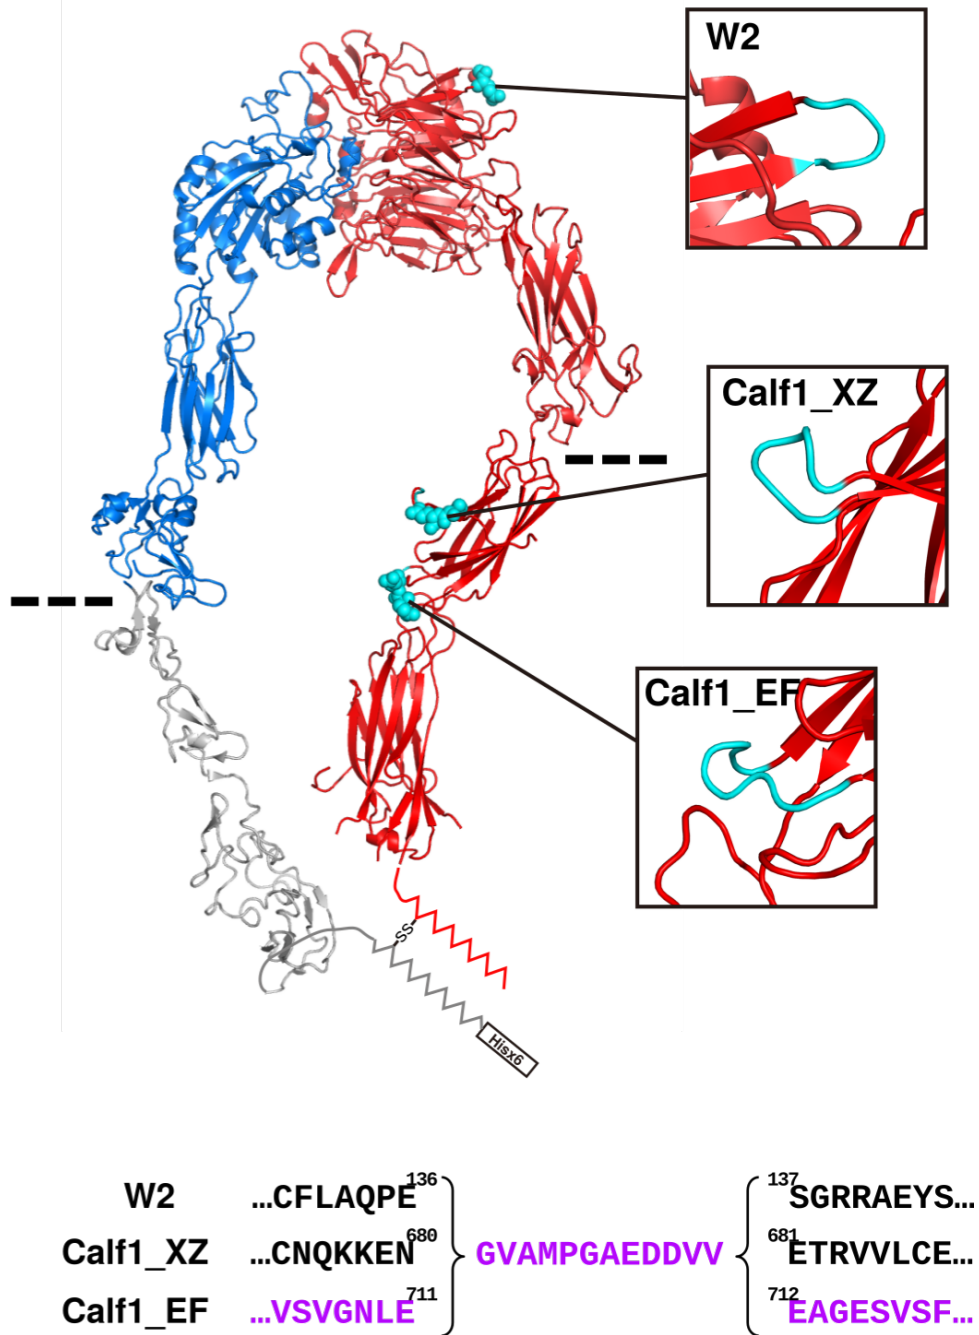 W2
Calf1_XZ
Calf1_EF
SS
Hisx6
W2 …CFLAQPE136 137SGRRAEYS…
Calf1_XZ …CNQKKEN680 GVAMPGAEDDVV 681ETRVVLCE…
Calf1_EF …VSVGNLE711 712EAGESVSF…